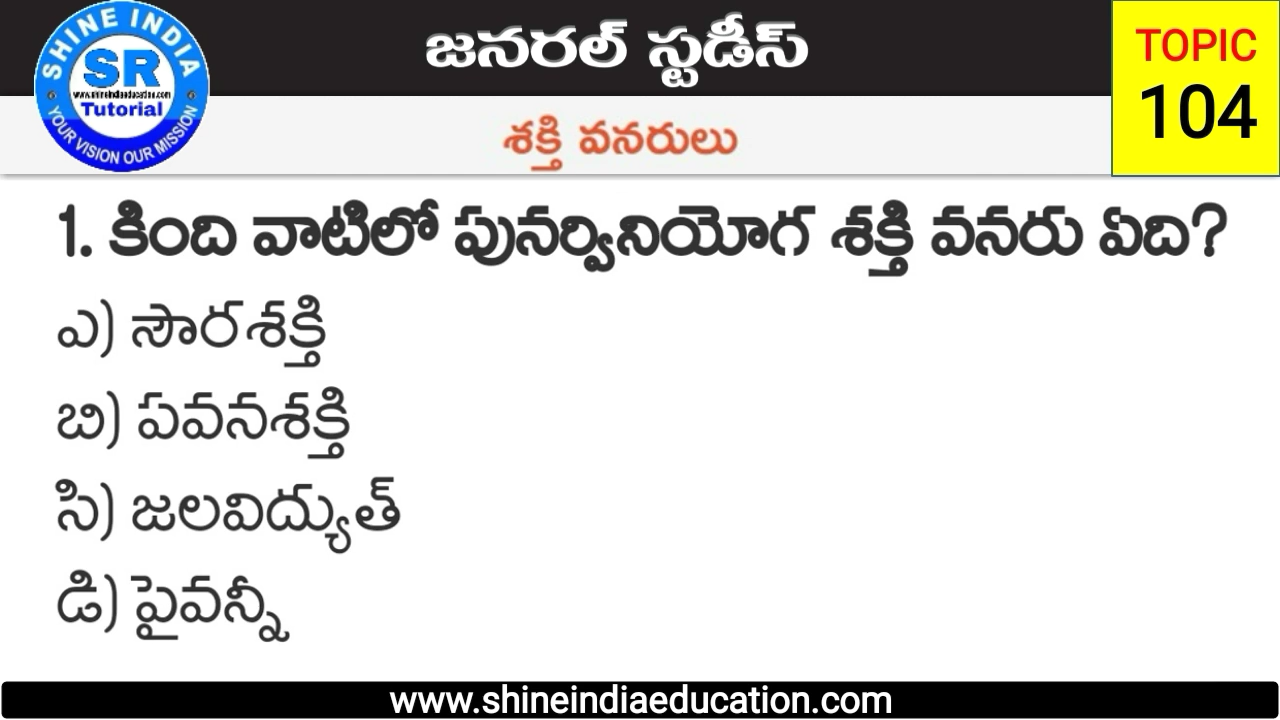 SHINE INDIA
SR
www.shineindiaeducation.com
Tutorial
YOUR VISION OUR MISSION
జనరల్ స్టడీస్
TOPIC
104
శక్తి వనరులు
1. కింది వాటిలో పునర్వినియోగ శక్తి వనరు ఏది?
ఎ) సౌరశక్తి
బి) పవనశక్తి
సి) జలవిద్యుత్
డి) పైవన్నీ
www.shineindiaeducation.com